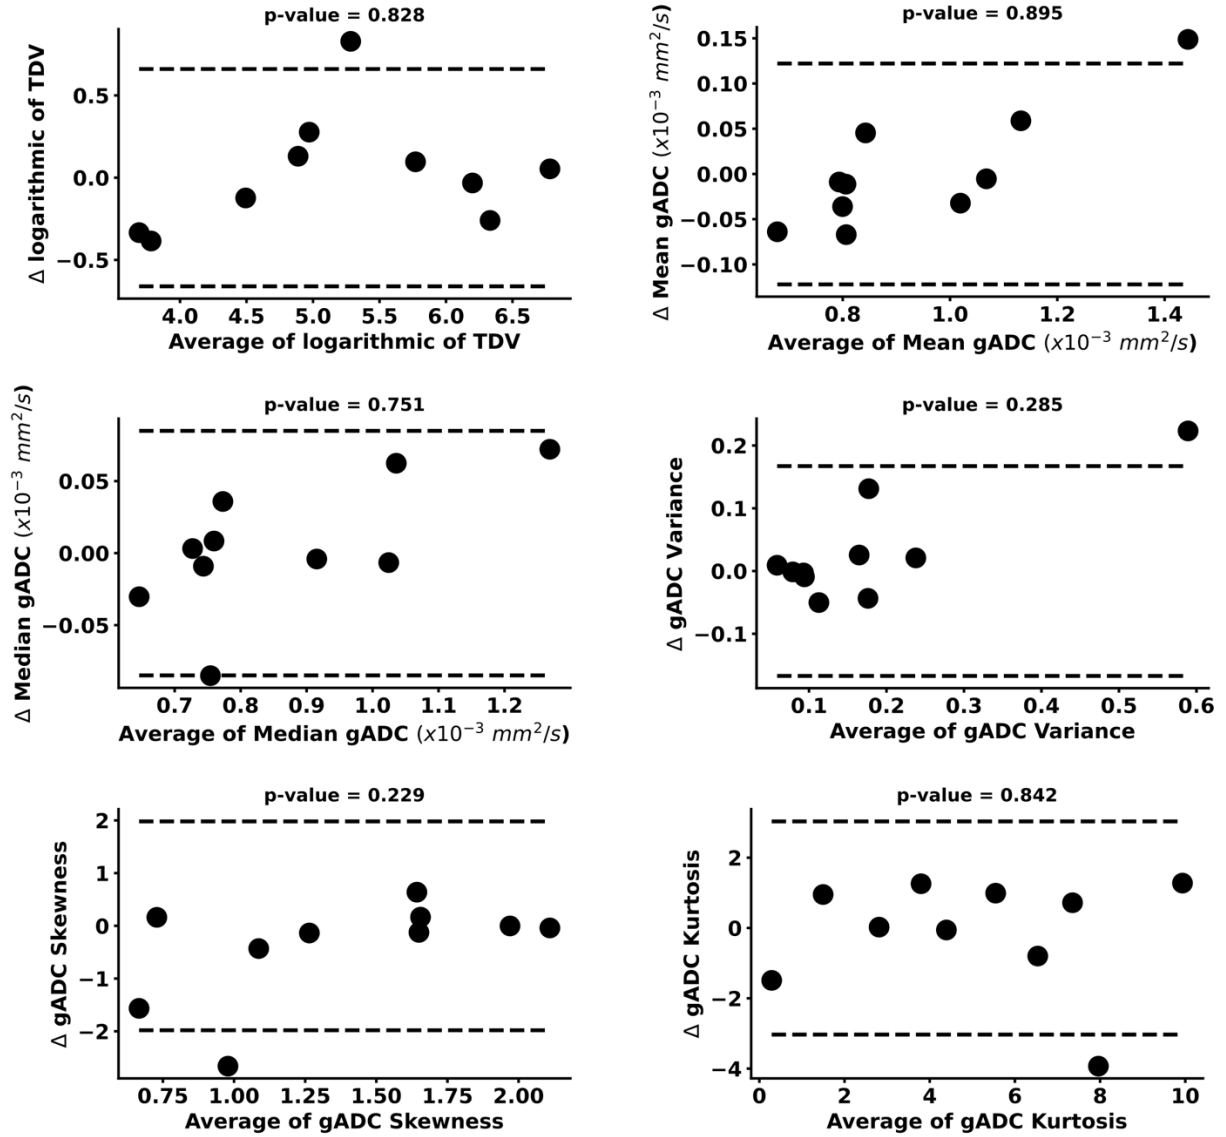 p-value = 0.828
Δ logarithmic of TDV
0.5
0.0
−0.5
4.0 4.5 5.0 5.5 6.0 6.5
Average of logarithmic of TDV
p-value = 0.895
Δ Mean gADC (x10⁻³ mm²/s)
0.15
0.10
0.05
0.00
−0.05
−0.10
0.8 1.0 1.2 1.4
Average of Mean gADC (x10⁻³ mm²/s)
p-value = 0.751
Δ Median gADC (x10⁻³ mm²/s)
0.05
0.00
−0.05
0.7 0.8 0.9 1.0 1.1 1.2
Average of Median gADC (x10⁻³ mm²/s)
p-value = 0.285
Δ gADC Variance
0.2
0.1
0.0
−0.1
0.1 0.2 0.3 0.4 0.5 0.6
Average of gADC Variance
p-value = 0.229
Δ gADC Skewness
2
1
0
−1
−2
0.75 1.00 1.25 1.50 1.75 2.00
Average of gADC Skewness
p-value = 0.842
Δ gADC Kurtosis
2
0
−2
−4
0 2 4 6 8 10
Average of gADC Kurtosis